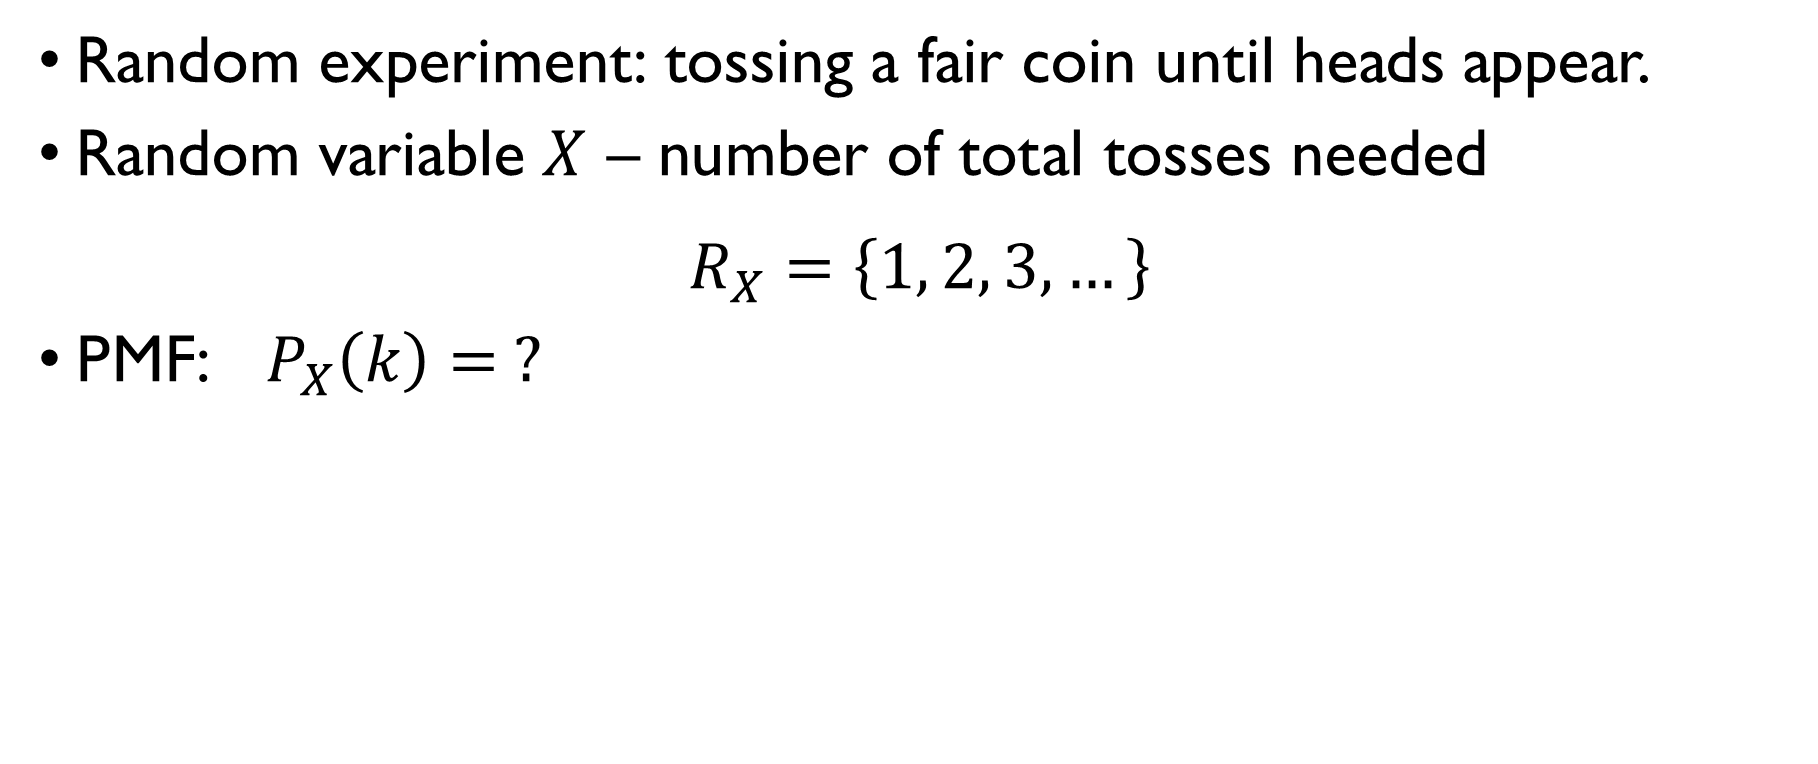 • Random experiment: tossing a fair coin until heads appear.
• Random variable X – number of total tosses needed
R_X = {1, 2, 3, … }
• PMF: P_X(k) = ?